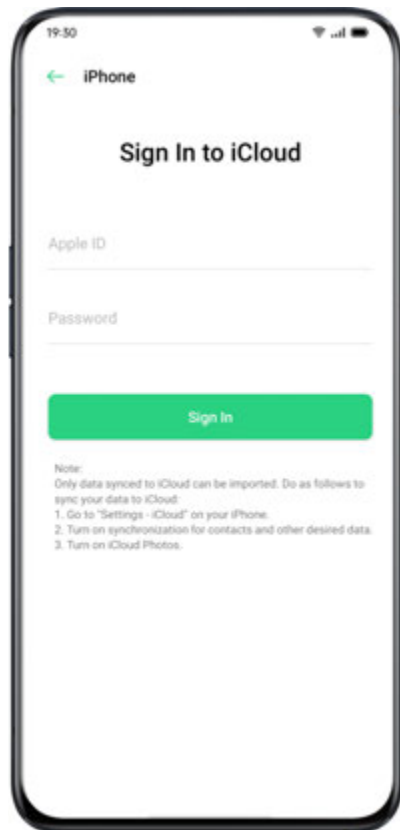 19:30
iPhone
Sign In to iCloud
Apple ID
Password
Sign In
Note:
Only data synced to iCloud can be imported. Do as follows to
sync your data to iCloud:
1. Go to "Settings - iCloud" on your iPhone.
2. Turn on synchronization for contacts and other desired data.
3. Turn on iCloud Photos.